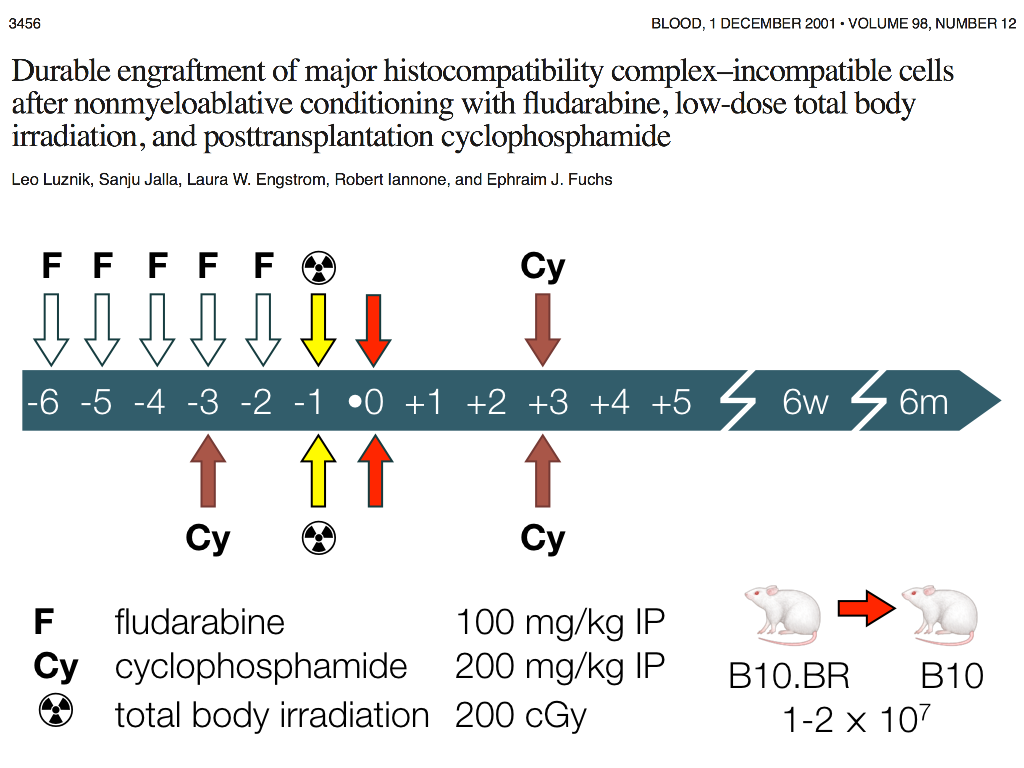 3456
BLOOD, 1 DECEMBER 2001 • VOLUME 98, NUMBER 12
Durable engraftment of major histocompatibility complex–incompatible cells
after nonmyeloablative conditioning with fludarabine, low-dose total body
irradiation, and posttransplantation cyclophosphamide
Leo Luznik, Sanju Jalla, Laura W. Engstrom, Robert Iannone, and Ephraim J. Fuchs
F F F F F Cy
-6 -5 -4 -3 -2 -1 •0 +1 +2 +3 +4 +5 6w 6m
Cy Cy
F fludarabine 100 mg/kg IP
Cy cyclophosphamide 200 mg/kg IP
total body irradiation 200 cGy
B10.BR B10
1-2 x 10⁷